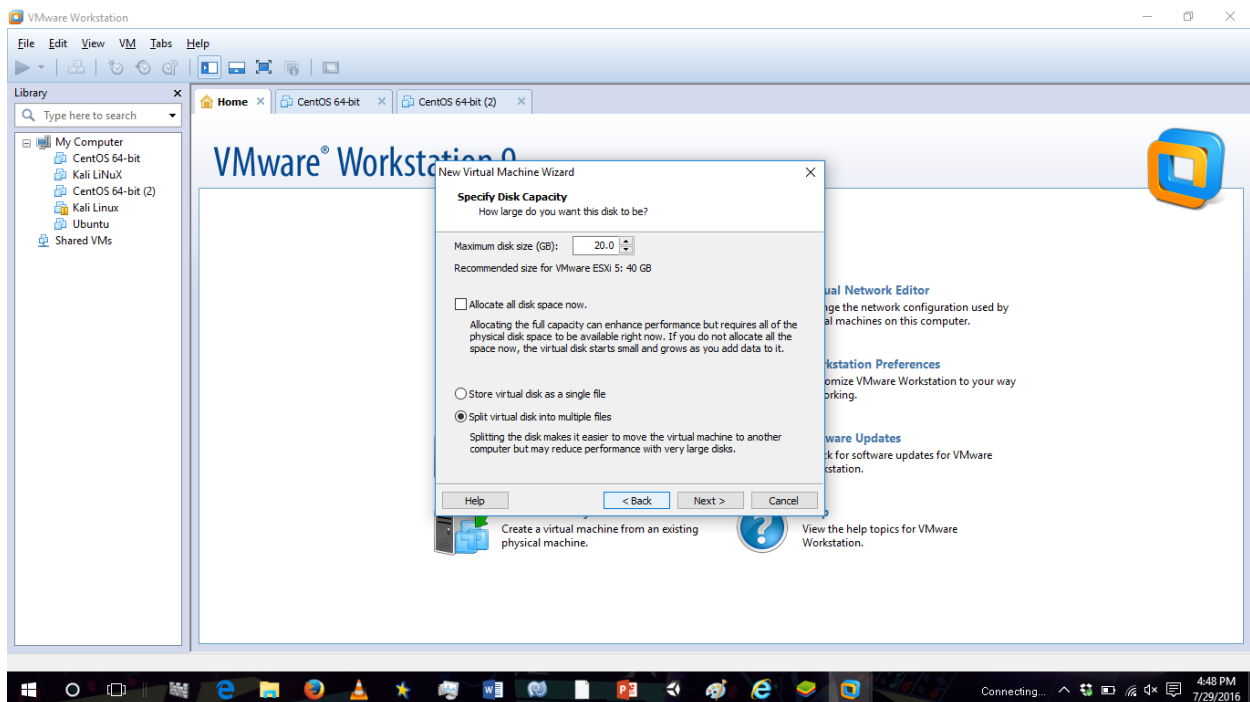 VMware Workstation
File Edit View VM Tabs Help
Library
Type here to search
My Computer
CentOS 64-bit
Kali LiNuX
CentOS 64-bit (2)
Kali Linux
Ubuntu
Shared VMs
Home
CentOS 64-bit
CentOS 64-bit (2)
VMware® Workstation 9
New Virtual Machine Wizard
Specify Disk Capacity
How large do you want this disk to be?
Maximum disk size (GB): 20.0
Recommended size for VMware ESXi 5: 40 GB
Allocate all disk space now.
Allocating the full capacity can enhance performance but requires all of the
physical disk space to be available right now. If you do not allocate all the
space now, the virtual disk starts small and grows as you add data to it.
Store virtual disk as a single file
Split virtual disk into multiple files
Splitting the disk makes it easier to move the virtual machine to another
computer but may reduce performance with very large disks.
Help
< Back
Next >
Cancel
Network Editor
the network configuration used by
machines on this computer.
Preferences
VMware Workstation to your way
Updates
for software updates for VMware
Create a virtual machine from an existing
physical machine.
View the help topics for VMware
Workstation.
Connecting...
4:48 PM
7/29/2016